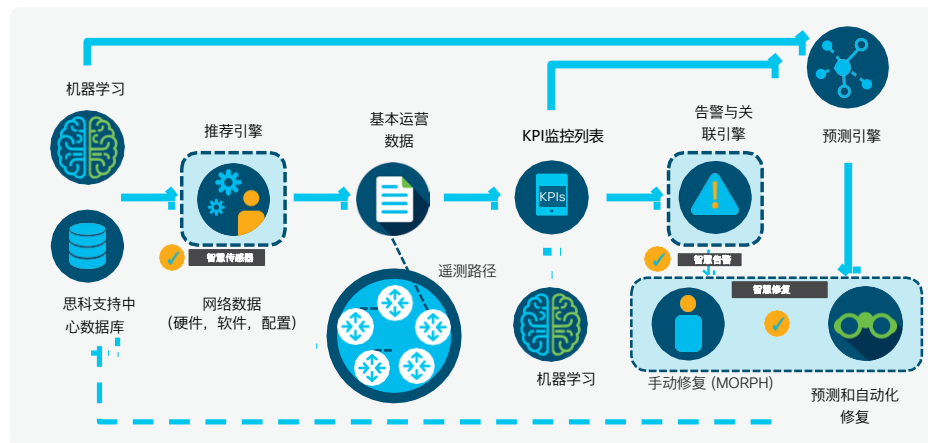 机器学习
推荐引擎
基本运营
数据
KPI监控列表
告警与关
联引擎
预测引擎
KPIs
智慧传感器
智慧告警
遥测路径
智慧修复
思科支持中
心数据库
网络数据
(硬件，软件，配置)
机器学习
手动修复 (MORPH)
预测和自动化
修复